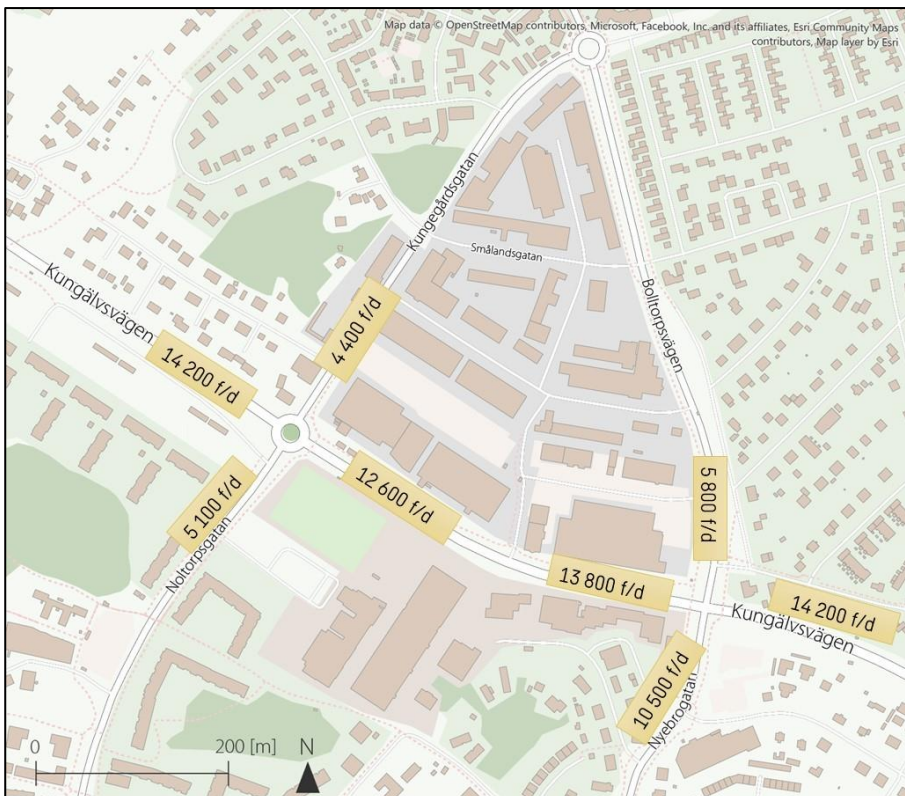 Map data © OpenStreetMap contributors, Microsoft, Facebook, Inc. and its affiliates, Esri Community Maps
contributors, Map layer by Esri
Kungegårdsgatan
Smålandsgatan
Kungälvsvägen
Bolltorpsvägen
4 400 f/d
14 200 f/d
5 100 f/d
12 600 f/d
5 800 f/d
Noltorpsgatan
13 800 f/d
14 200 f/d
Kungälvsvägen
10 500 f/d
Nyebrogatan
0
200 [m]
N